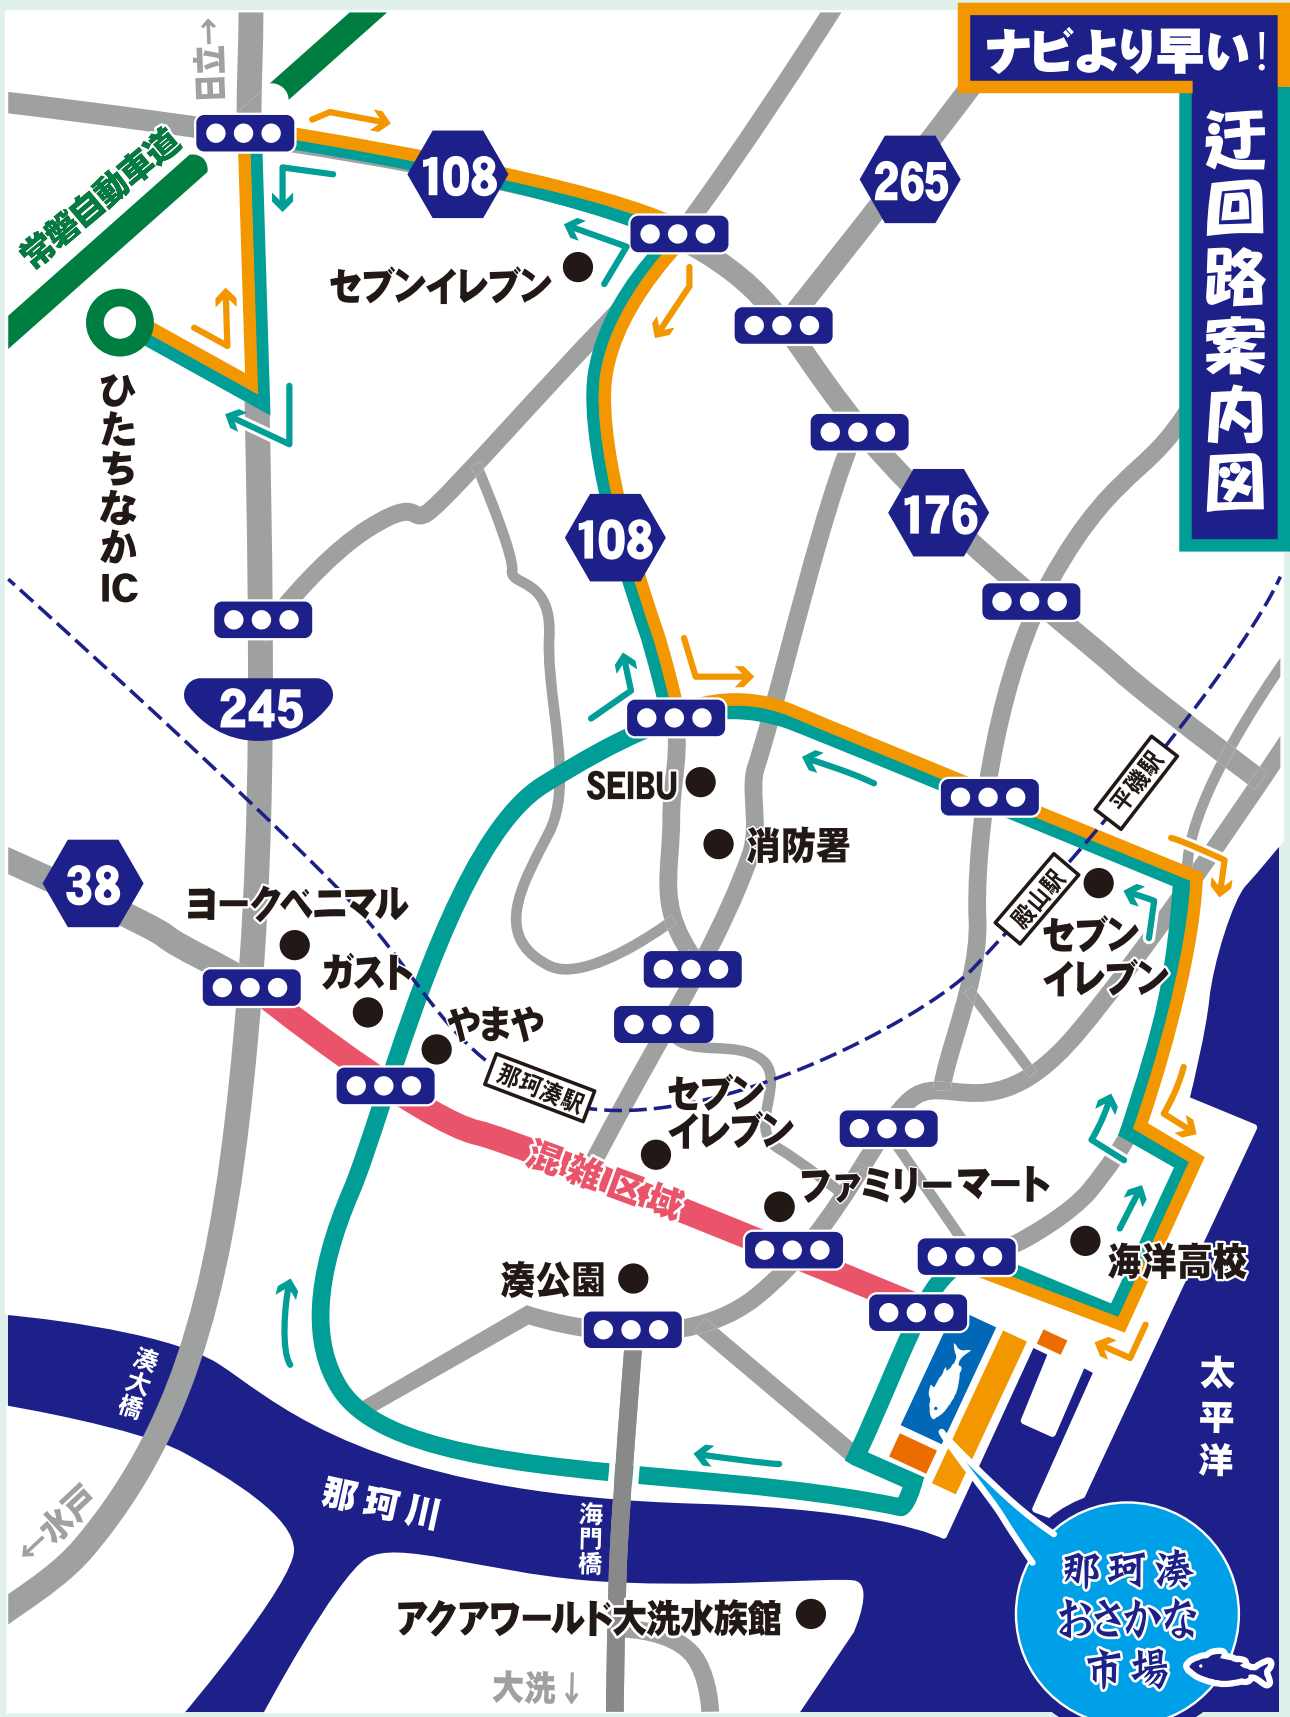 ナビより早い!
迂回路案内図
日立→
常磐自動車道
108
265
セブンイレブン
ひたちなかIC
108
176
245
SEIBU
消防署
平磯駅
殿山駅
セブン
イレブン
38
ヨークベニマル
ガスト
やまや
那珂湊駅
セブン
イレブン
混雑区域
ファミリーマート
海洋高校
湊公園
湊大橋
太平洋
←水戸
那珂川
海門橋
那珂湊
おさかな
市場
アクアワールド大洗水族館
大洗↓